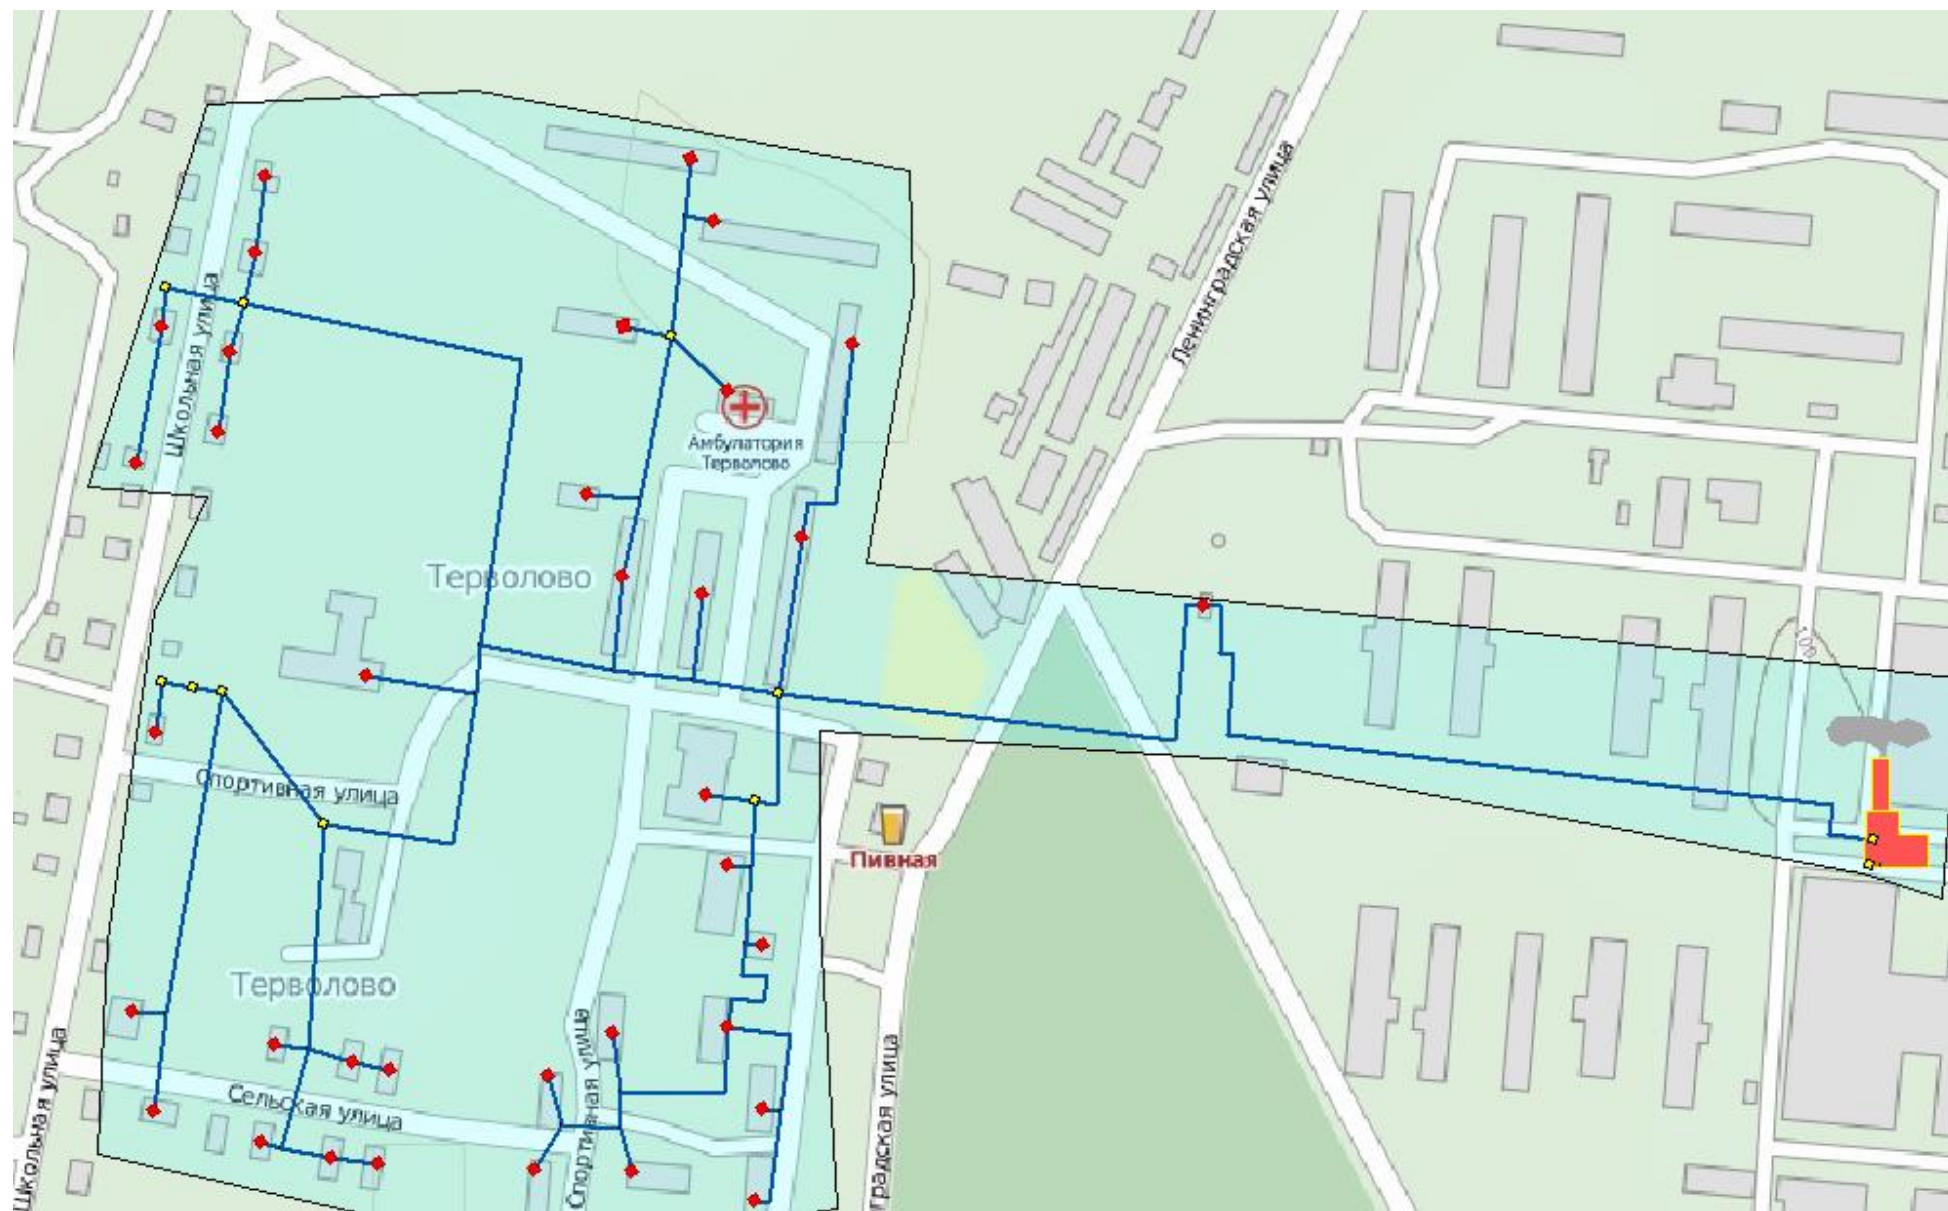 Ленинградская улица
Школьная улица
Амбулатория
Терволово
Терволово
Спортивная улица
Пивная
Терволово
Сельская улица
Спортивная улица
Школьная улица
градская улица